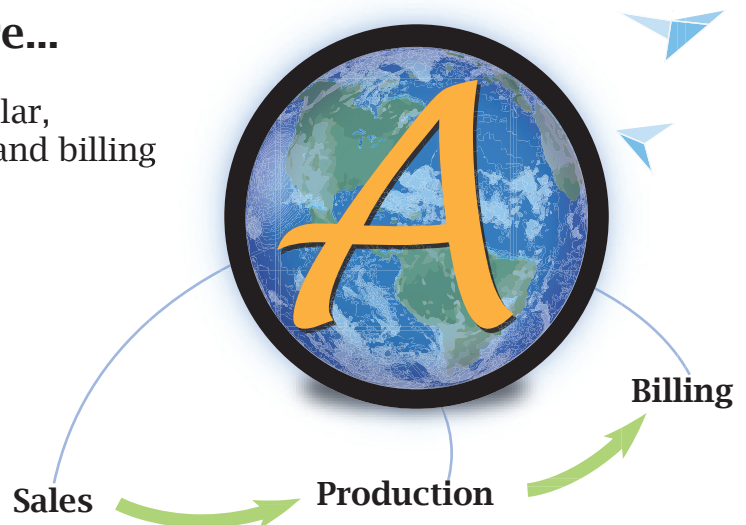 e...
lar,
and billing
A
Billing
Production
Sales